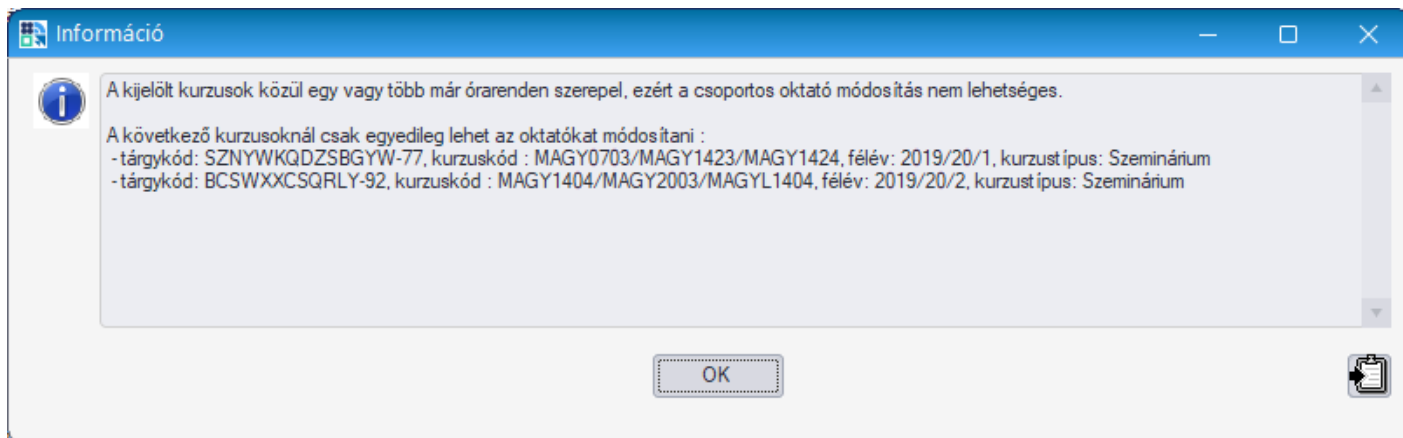 Információ
A kijelölt kurzusok közül egy vagy több már órarenden szerepel, ezért a csoportos oktató módosítás nem lehetséges.
A következő kurzusoknál csak egyedileg lehet az oktatókat módosítani :
- tárgykód: SZNYWKQDZSBGYW-77, kurzuskód : MAGY0703/MAGY1423/MAGY1424, félév: 2019/20/1, kurzustípus: Szeminárium
- tárgykód: BCSWXXCSQRLY-92, kurzuskód : MAGY1404/MAGY2003/MAGYL1404, félév: 2019/20/2, kurzustípus: Szeminárium
OK